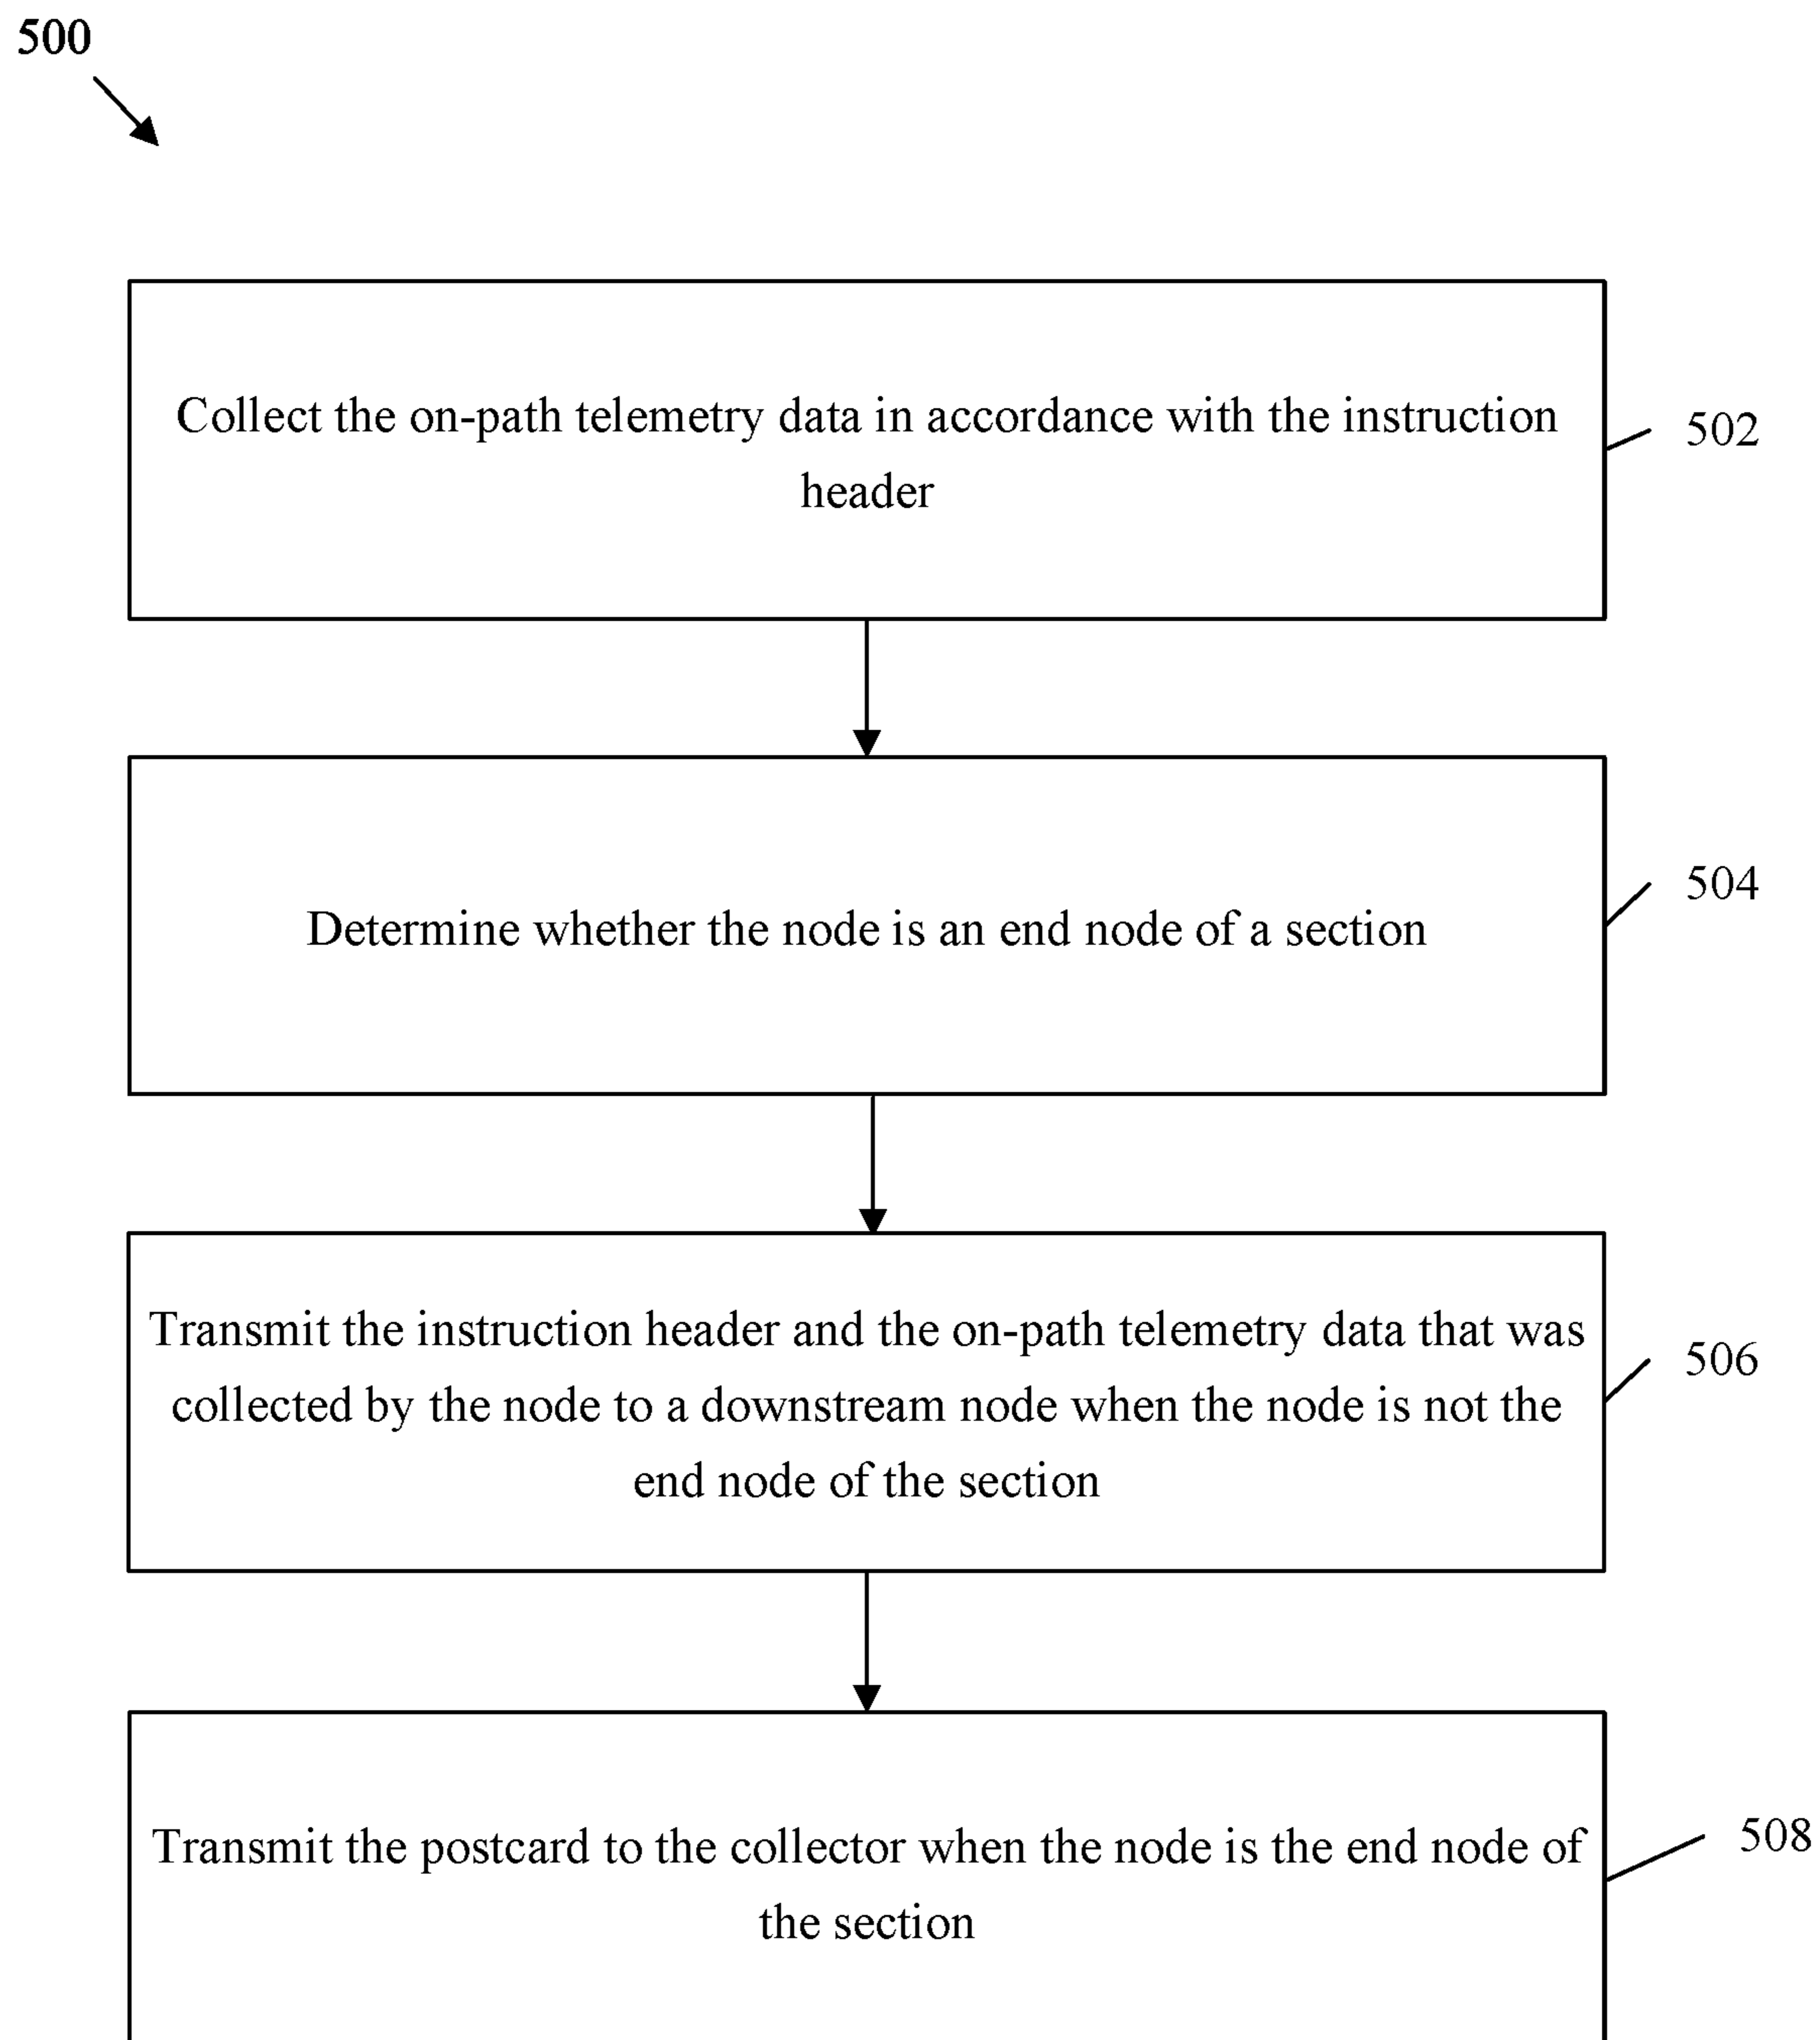 500
Collect the on-path telemetry data in accordance with the instruction
header
502
Determine whether the node is an end node of a section
504
Transmit the instruction header and the on-path telemetry data that was
collected by the node to a downstream node when the node is not the
end node of the section
506
Transmit the postcard to the collector when the node is the end node of
the section
508